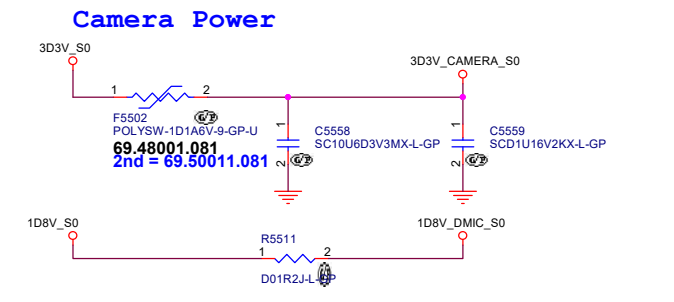 Camera Power
3D3V_S0
3D3V_CAMERA_S0
1
2
F5502
POLYSW-1D1A6V-9-GP-U
69.48001.081
2nd = 69.50011.081
1
2
C5558
SC10U6D3V3MX-L-GP
1
2
C5559
SCD1U16V2KX-L-GP
1D8V_S0
1D8V_DMIC_S0
R5511
1
2
D01R2J-L-GP